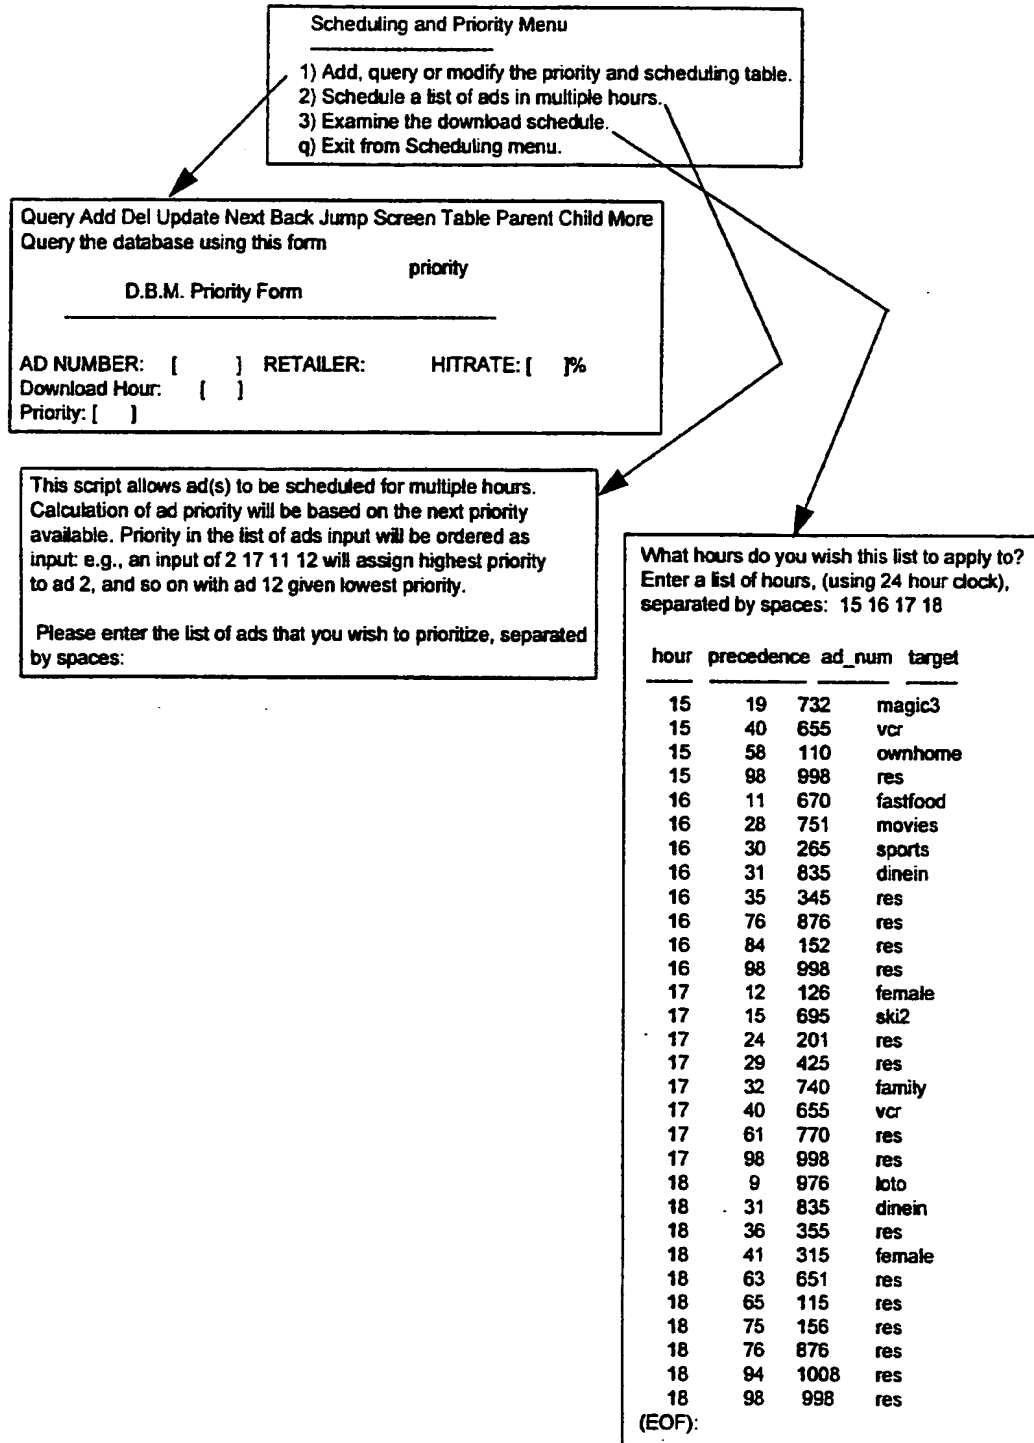 Scheduling and Priority Menu
1) Add, query or modify the priority and scheduling table.
2) Schedule a list of ads in multiple hours.
3) Examine the download schedule.
q) Exit from Scheduling menu.
Query Add Del Update Next Back Jump Screen Table Parent Child More
Query the database using this form
priority
D.B.M. Priority Form
AD NUMBER: [ ] RETAILER: HITRATE: [ ]%
Download Hour: [ ]
Priority: [ ]
This script allows ad(s) to be scheduled for multiple hours.
Calculation of ad priority will be based on the next priority
available. Priority in the list of ads input will be ordered as
input: e.g., an input of 2 17 11 12 will assign highest priority
to ad 2, and so on with ad 12 given lowest priority.
Please enter the list of ads that you wish to prioritize, separated
by spaces:
What hours do you wish this list to apply to?
Enter a list of hours, (using 24 hour clock),
separated by spaces: 15 16 17 18
hour precedence ad_num target
15 19 732 magic3
15 40 655 vcr
15 58 110 ownhome
15 98 998 res
16 11 670 fastfood
16 28 751 movies
16 30 265 sports
16 31 835 dinein
16 35 345 res
16 76 876 res
16 84 152 res
16 98 998 res
17 12 126 female
17 15 695 ski2
17 24 201 res
17 29 425 res
17 32 740 family
17 40 655 vcr
17 61 770 res
17 98 998 res
18 9 976 loto
18 31 835 dinein
18 36 355 res
18 41 315 female
18 63 651 res
18 65 115 res
18 75 156 res
18 76 876 res
18 94 1008 res
18 98 998 res
(EOF):